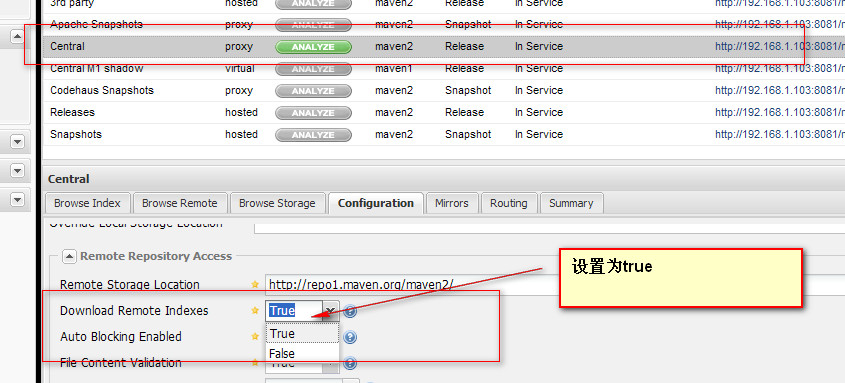 3rd party hosted ANALYZE maven2 Release In Service http://192.168.1.103:8081/n
Apache Snapshots proxy ANALYZE maven2 Snapshot In Service http://192.168.1.103:8081/n
Central proxy ANALYZE maven2 Release In Service http://192.168.1.103:8081/n
Central M1 shadow virtual ANALYZE maven1 Release In Service http://192.168.1.103:8081/n
Codehaus Snapshots proxy ANALYZE maven2 Snapshot In Service http://192.168.1.103:8081/n
Releases hosted ANALYZE maven2 Release In Service http://192.168.1.103:8081/n
Snapshots hosted ANALYZE maven2 Snapshot In Service http://192.168.1.103:8081/n
Central
Browse Index Browse Remote Browse Storage Configuration Mirrors Routing Summary
Override Local Storage Location
Remote Repository Access
设置为true
Remote Storage Location http://repo1.maven.org/maven2/
Download Remote Indexes True
True
Auto Blocking Enabled
False
File Content Validation True